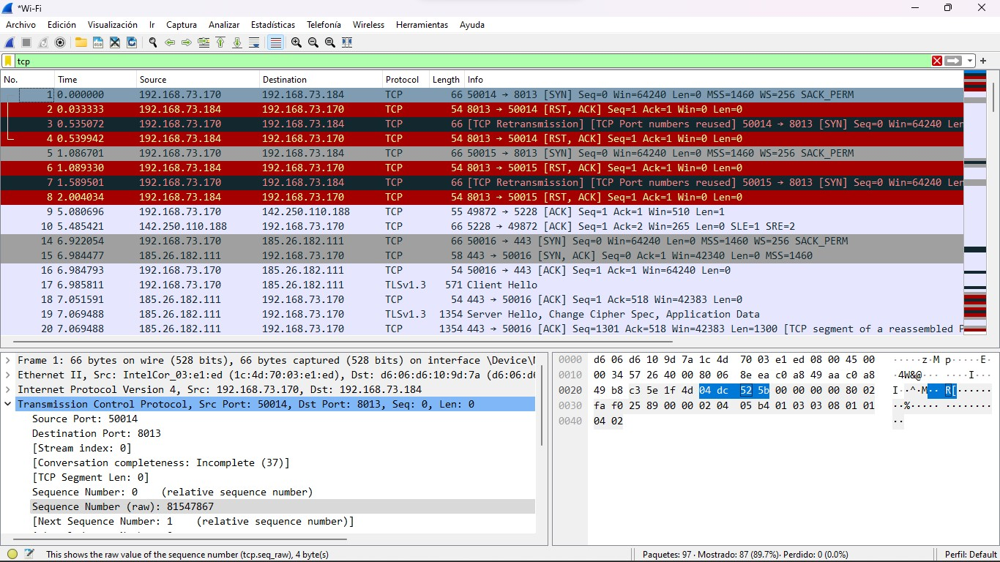 *Wi-Fi
Archivo Edición Visualización Ir Captura Analizar Estadísticas Telefonía Wireless Herramientas Ayuda
tcp
No. Time Source Destination Protocol Length Info
1 0.000000 192.168.73.170 192.168.73.184 TCP 66 50014 → 8013 [SYN] Seq=0 Win=64240 Len=0 MSS=1460 WS=256 SACK_PERM
2 0.033333 192.168.73.184 192.168.73.170 TCP 54 8013 → 50014 [RST, ACK] Seq=1 Ack=1 Win=0 Len=0
3 0.535072 192.168.73.170 192.168.73.184 TCP 66 [TCP Retransmission] [TCP Port numbers reused] 50014 → 8013 [SYN] Seq=0 Win=64240 Len
4 0.539942 192.168.73.184 192.168.73.170 TCP 54 8013 → 50014 [RST, ACK] Seq=1 Ack=1 Win=0 Len=0
5 1.086701 192.168.73.170 192.168.73.184 TCP 66 50015 → 8013 [SYN] Seq=0 Win=64240 Len=0 MSS=1460 WS=256 SACK_PERM
6 1.089330 192.168.73.184 192.168.73.170 TCP 54 8013 → 50015 [RST, ACK] Seq=1 Ack=1 Win=0 Len=0
7 1.589501 192.168.73.170 192.168.73.184 TCP 66 [TCP Retransmission] [TCP Port numbers reused] 50015 → 8013 [SYN] Seq=0 Win=64240 Len
8 2.004034 192.168.73.184 192.168.73.170 TCP 54 8013 → 50015 [RST, ACK] Seq=1 Ack=1 Win=0 Len=0
9 5.080696 192.168.73.170 142.250.110.188 TCP 55 49872 → 5228 [ACK] Seq=1 Ack=1 Win=510 Len=1
10 5.485421 142.250.110.188 192.168.73.170 TCP 66 5228 → 49872 [ACK] Seq=1 Ack=2 Win=265 Len=0 SLE=1 SRE=2
14 6.922054 192.168.73.170 185.26.182.111 TCP 66 50016 → 443 [SYN] Seq=0 Win=64240 Len=0 MSS=1460 WS=256 SACK_PERM
15 6.984477 185.26.182.111 192.168.73.170 TCP 58 443 → 50016 [SYN, ACK] Seq=0 Ack=1 Win=42340 Len=0 MSS=1460
16 6.984793 192.168.73.170 185.26.182.111 TCP 54 50016 → 443 [ACK] Seq=1 Ack=1 Win=64240 Len=0
17 6.985811 192.168.73.170 185.26.182.111 TLSv1.3 571 Client Hello
18 7.051591 185.26.182.111 192.168.73.170 TCP 54 443 → 50016 [ACK] Seq=1 Ack=518 Win=42383 Len=0
19 7.069488 185.26.182.111 192.168.73.170 TLSv1.3 1354 Server Hello, Change Cipher Spec, Application Data
20 7.069488 185.26.182.111 192.168.73.170 TCP 1354 443 → 50016 [ACK] Seq=1301 Ack=518 Win=42383 Len=1300 [TCP segment of a reassembled P
Frame 1: 66 bytes on wire (528 bits), 66 bytes captured (528 bits) on interface \Device\N
Ethernet II, Src: IntelCor_03:e1:ed (1c:4d:70:03:e1:ed), Dst: d6:06:d6:10:9d:7a (d6:06:d6
Internet Protocol Version 4, Src: 192.168.73.170, Dst: 192.168.73.184
Transmission Control Protocol, Src Port: 50014, Dst Port: 8013, Seq: 0, Len: 0
Source Port: 50014
Destination Port: 8013
[Stream index: 0]
[Conversation completeness: Incomplete (37)]
[TCP Segment Len: 0]
Sequence Number: 0 (relative sequence number)
Sequence Number (raw): 81547867
[Next Sequence Number: 1 (relative sequence number)]
0000 d6 06 d6 10 9d 7a 1c 4d 70 03 e1 ed 08 00 45 00 ·····z·M p·····E·
0010 00 34 57 26 40 00 80 06 8e ea c0 a8 49 aa c0 a8 ·4W&@··· ····I···
0020 49 b8 c3 5e 1f 4d 04 dc 52 5b 00 00 00 00 80 02 I··^·M·· R[······
0030 fa f0 25 89 00 00 02 04 05 b4 01 03 03 08 01 01 ··%····· ········
0040 04 02 ··
This shows the raw value of the sequence number (tcp.seq_raw), 4 byte(s)
Paquetes: 97 · Mostrado: 87 (89.7%) · Perdido: 0 (0.0%)
Perfil: Default